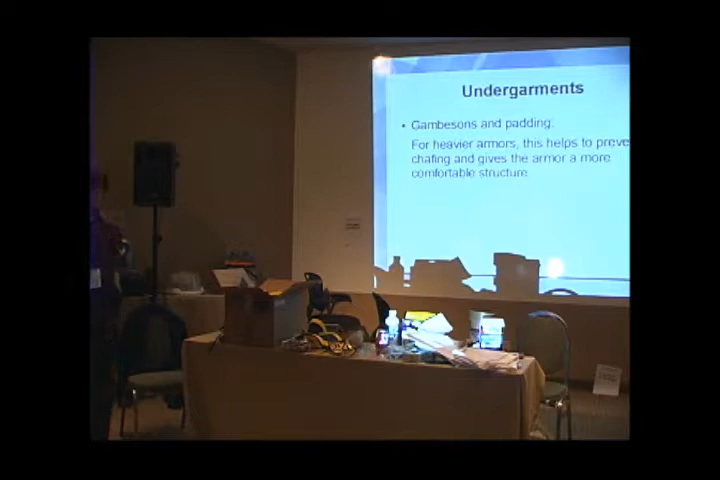 Undergarments
• Gambesons and padding:
For heavier armors, this helps to preve
chafing and gives the armor a more
comfortable structure